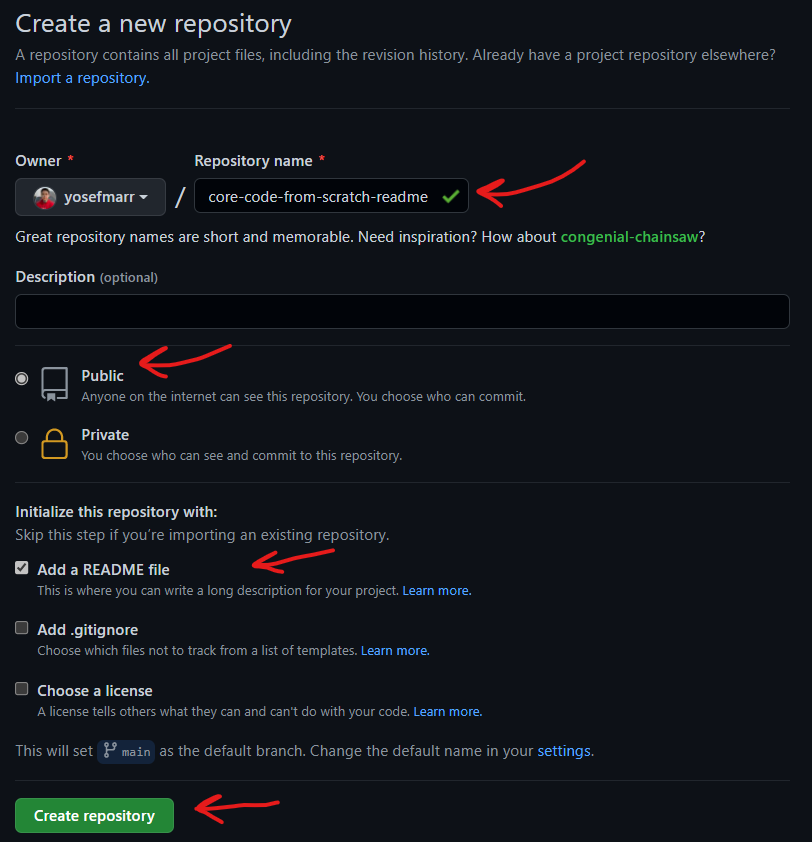 Create a new repository
A repository contains all project files, including the revision history. Already have a project repository elsewhere?
Import a repository.
Owner * Repository name *
yosefmarr / core-code-from-scratch-readme
Great repository names are short and memorable. Need inspiration? How about congenial-chainsaw?
Description (optional)
Public
Anyone on the internet can see this repository. You choose who can commit.
Private
You choose who can see and commit to this repository.
Initialize this repository with:
Skip this step if you're importing an existing repository.
Add a README file
This is where you can write a long description for your project. Learn more.
Add .gitignore
Choose which files not to track from a list of templates. Learn more.
Choose a license
A license tells others what they can and can't do with your code. Learn more.
This will set main as the default branch. Change the default name in your settings.
Create repository